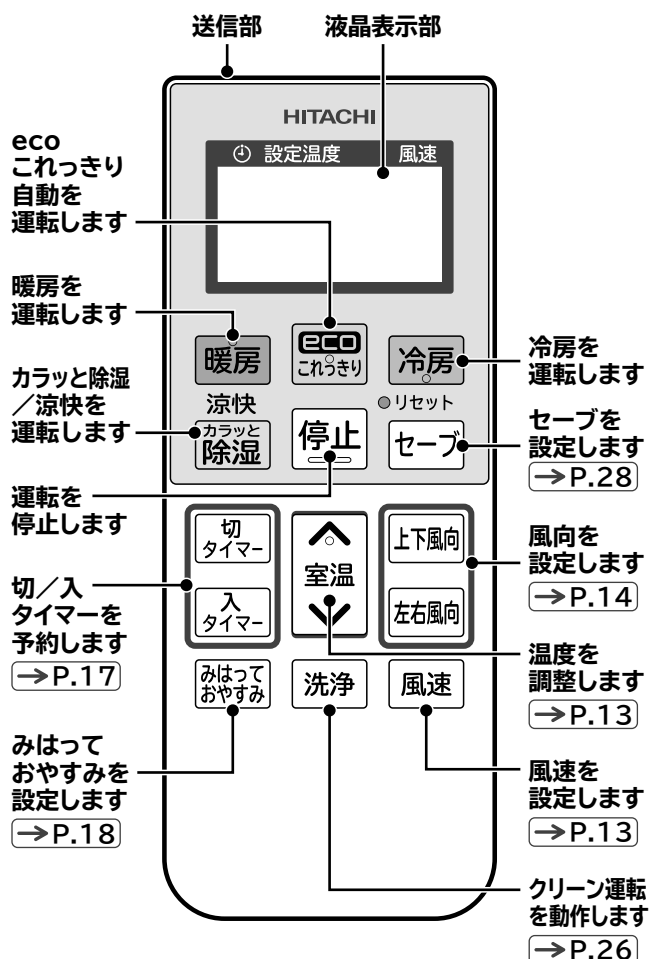 送信部
液晶表示部
HITACHI
設定温度
風速
eco
これっきり
自動を
運転します
暖房を
運転します
カラッと除湿
／涼快を
運転します
運転を
停止します
切／入
タイマーを
予約します
→P.17
みはって
おやすみを
設定します
→P.18
暖房
eco
これっきり
冷房
涼快
カラッと
除湿
停止
リセット
セーブ
切
タイマー
入
タイマー
室温
上下風向
左右風向
みはって
おやすみ
洗浄
風速
冷房を
運転します
セーブを
設定します
→P.28
風向を
設定します
→P.14
温度を
調整します
→P.13
風速を
設定します
→P.13
クリーン運転
を動作します
→P.26